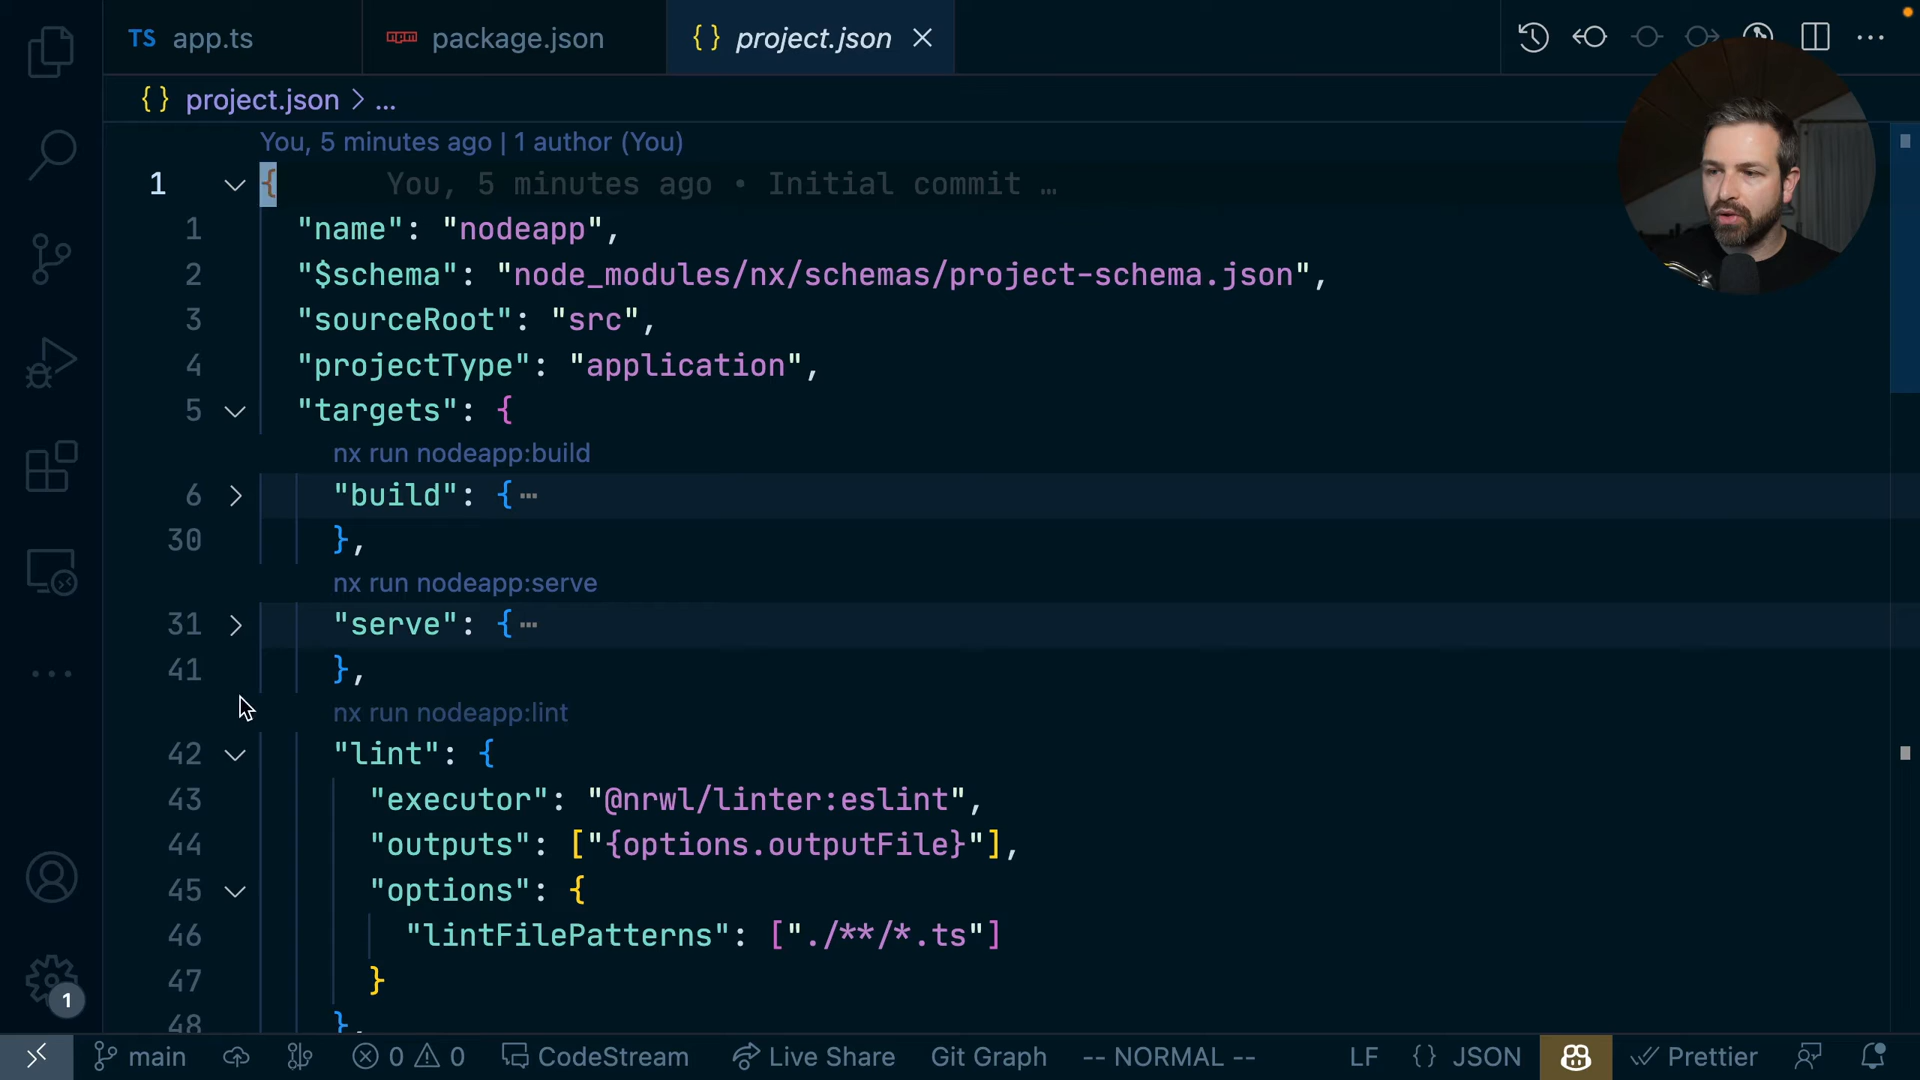 TS app.ts
package.json
{} project.json
{} project.json > ...
You, 5 minutes ago | 1 author (You)
1 { You, 5 minutes ago • Initial commit …
1 "name": "nodeapp",
2 "$schema": "node_modules/nx/schemas/project-schema.json",
3 "sourceRoot": "src",
4 "projectType": "application",
5 "targets": {
nx run nodeapp:build
6 "build": { ⋯
30 },
nx run nodeapp:serve
31 "serve": { ⋯
41 },
nx run nodeapp:lint
42 "lint": {
43 "executor": "@nrwl/linter:eslint",
44 "outputs": ["{options.outputFile}"],
45 "options": {
46 "lintFilePatterns": ["./**/*.ts"]
47 }
48 },
1
main 0 0 CodeStream Live Share Git Graph -- NORMAL -- LF {} JSON Prettier